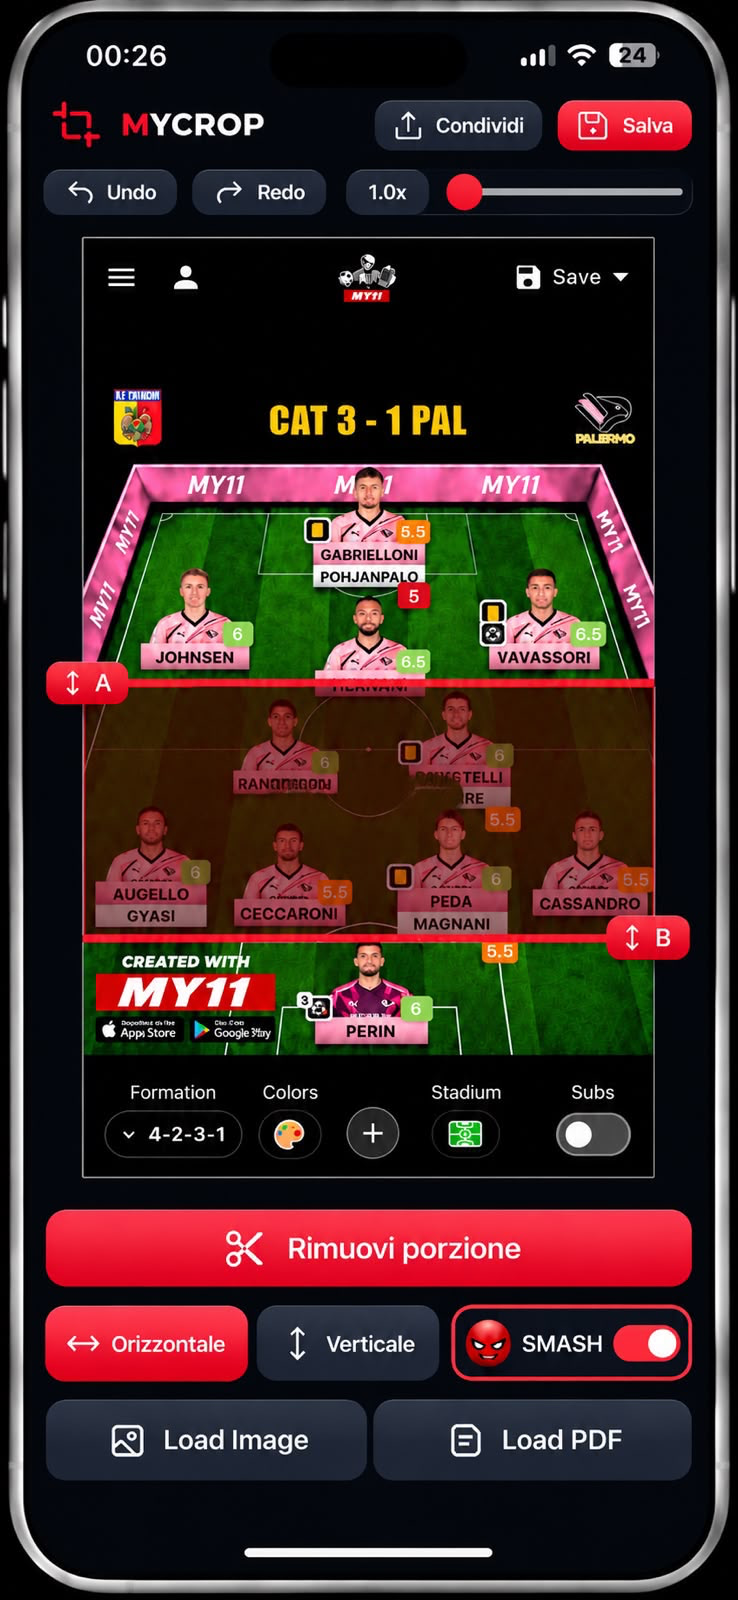 00:26
24
MYCROP
Condividi
Salva
Undo
Redo
1.0x
MY11
Save
CAT 3 - 1 PAL
PALERMO
MY11
MY11
MY11
MY11
MY11
MY11
5.5
GABRIELLONI
POHJANPALO
5
6
JOHNSEN
6.5
6.5
VAVASSORI
HERNANI
A
6
6
6
AUGELLO
GYASI
5.5
CECCARONI
5.5
6
PEDA
MAGNANI
5.5
CASSANDRO
B
CREATED WITH
MY11
App Store
Google
5.5
3
6
PERIN
Formation
Colors
Stadium
Subs
4-2-3-1
Rimuovi porzione
Orizzontale
Verticale
SMASH
Load Image
Load PDF